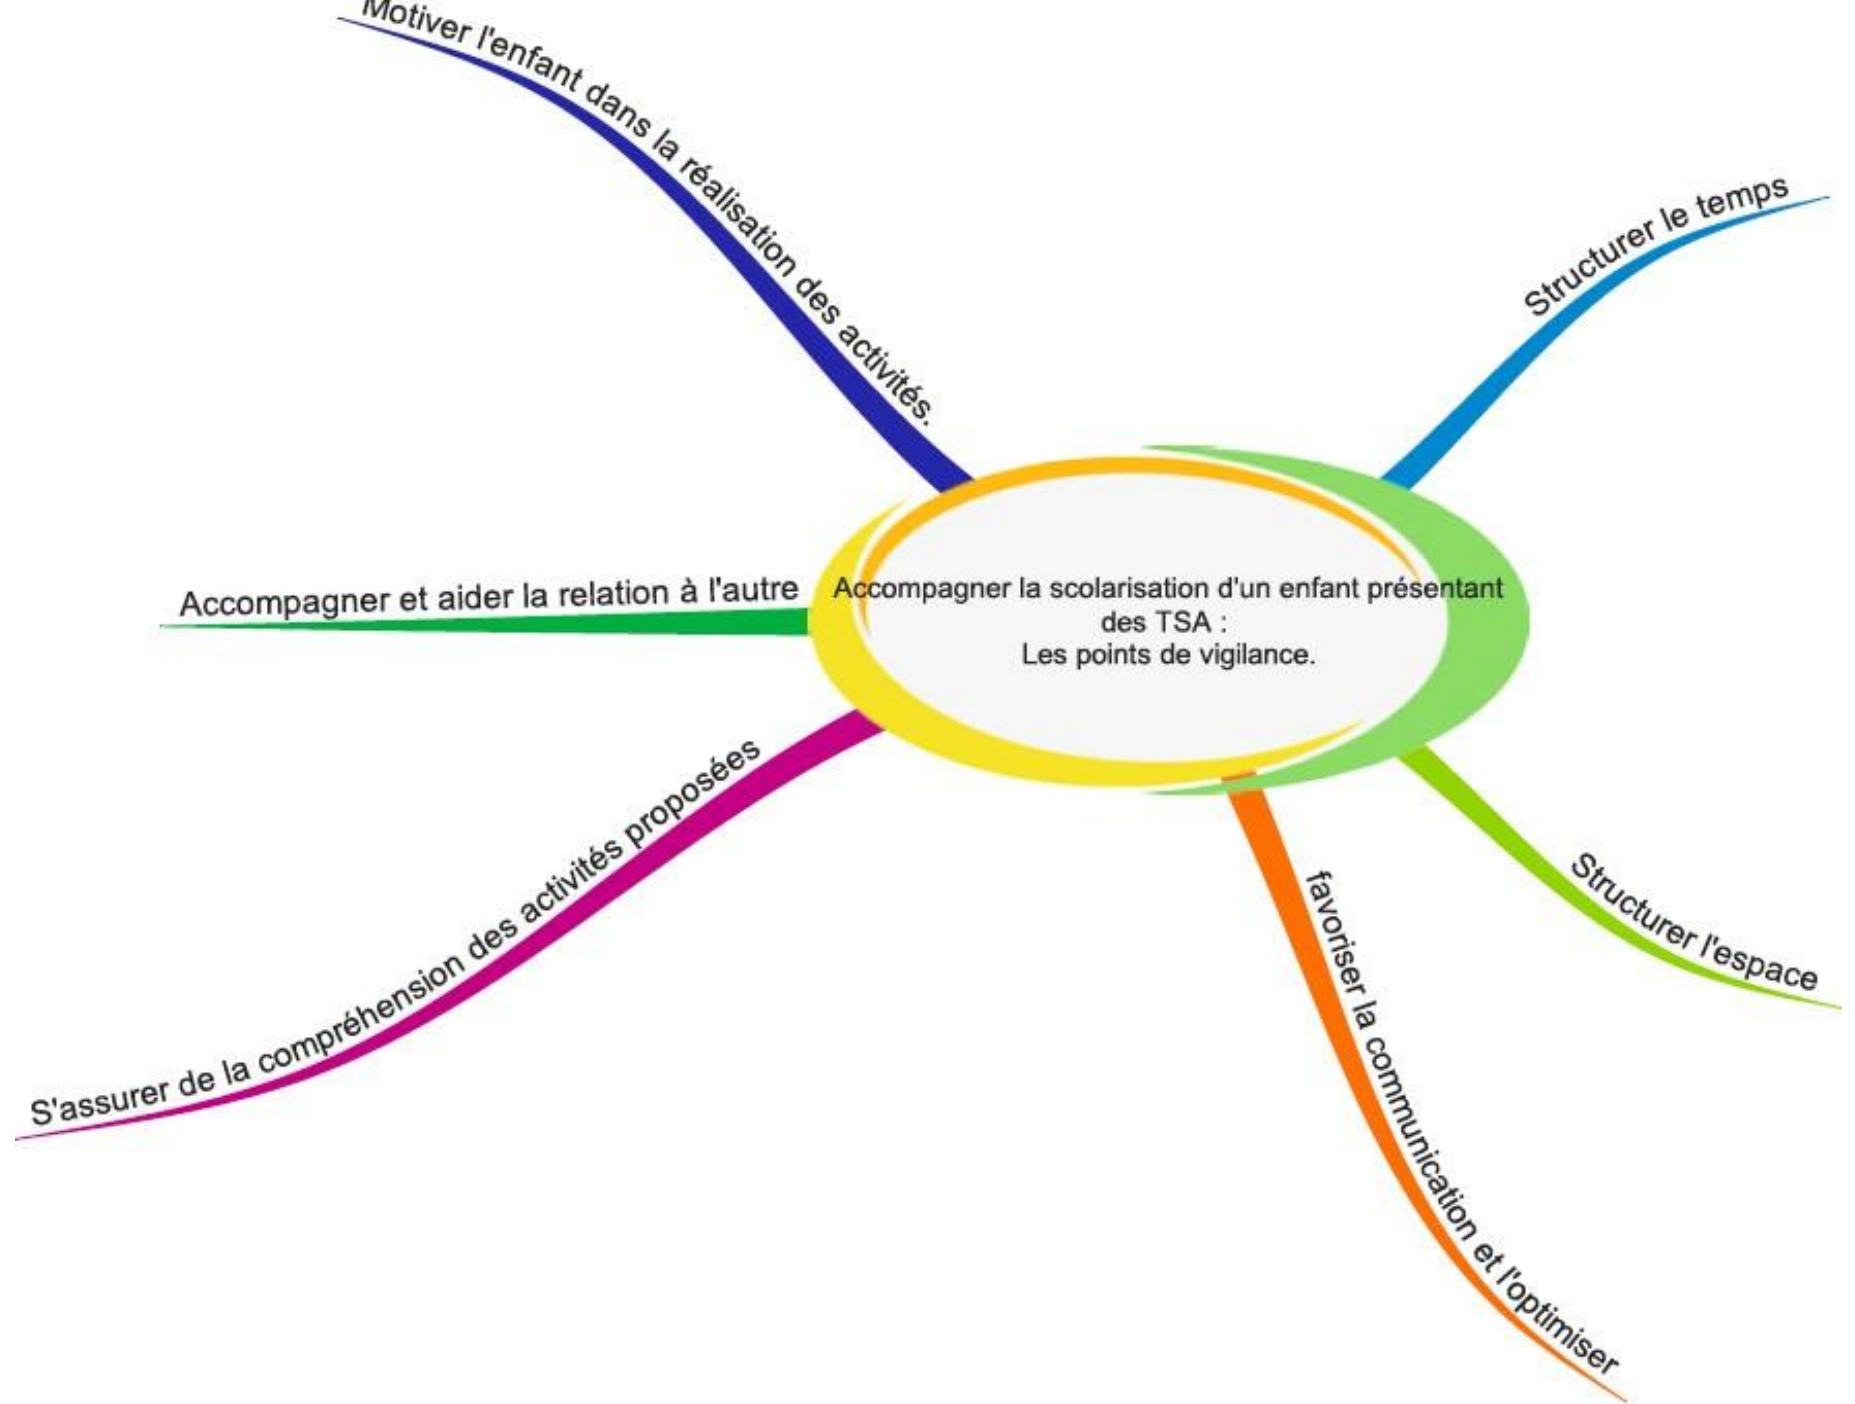 Motiver l'enfant dans la réalisation des activités.
Structurer le temps
Accompagner et aider la relation à l'autre
Accompagner la scolarisation d'un enfant présentant
des TSA :
Les points de vigilance.
S'assurer de la compréhension des activités proposées
Structurer l'espace
favoriser la communication et l'optimiser